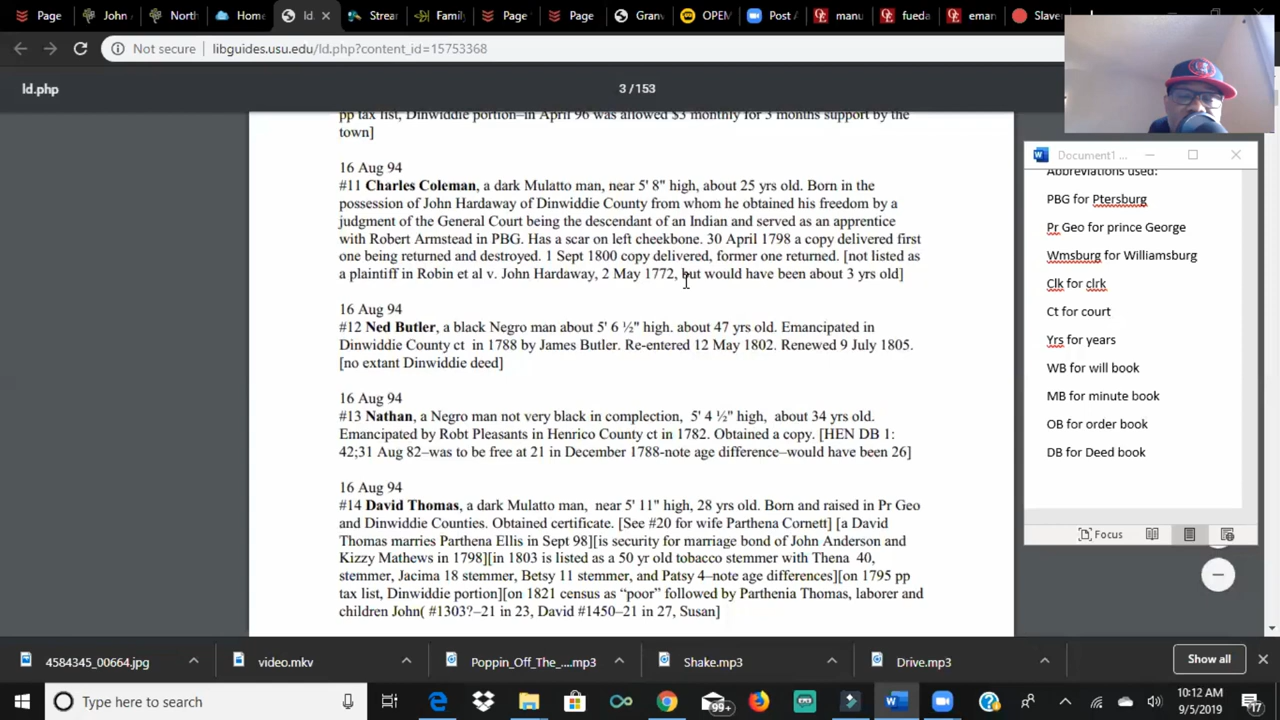 Page
John
North
Home
ld.
Strean
Family
Page
Page
Granv
OPEM
Post A
manu
fueda
eman
Slave
Not secure
libguides.usu.edu/ld.php?content_id=15753368
ld.php
3 / 153
pp tax list, Dinwiddie portion–in April 96 was allowed $3 monthly for 3 months support by the
town]
16 Aug 94
#11 Charles Coleman, a dark Mulatto man, near 5' 8" high, about 25 yrs old. Born in the
possession of John Hardaway of Dinwiddie County from whom he obtained his freedom by a
judgment of the General Court being the descendant of an Indian and served as an apprentice
with Robert Armstead in PBG. Has a scar on left cheekbone. 30 April 1798 a copy delivered first
one being returned and destroyed. 1 Sept 1800 copy delivered, former one returned. [not listed as
a plaintiff in Robin et al v. John Hardaway, 2 May 1772, but would have been about 3 yrs old]
16 Aug 94
#12 Ned Butler, a black Negro man about 5' 6 ½" high. about 47 yrs old. Emancipated in
Dinwiddie County ct in 1788 by James Butler. Re-entered 12 May 1802. Renewed 9 July 1805.
[no extant Dinwiddie deed]
16 Aug 94
#13 Nathan, a Negro man not very black in complection, 5' 4 ½" high, about 34 yrs old.
Emancipated by Robt Pleasants in Henrico County ct in 1782. Obtained a copy. [HEN DB 1:
42;31 Aug 82–was to be free at 21 in December 1788-note age difference–would have been 26]
16 Aug 94
#14 David Thomas, a dark Mulatto man, near 5' 11" high, 28 yrs old. Born and raised in Pr Geo
and Dinwiddie Counties. Obtained certificate. [See #20 for wife Parthena Cornett] [a David
Thomas marries Parthena Ellis in Sept 98][is security for marriage bond of John Anderson and
Kizzy Mathews in 1798][in 1803 is listed as a 50 yr old tobacco stemmer with Thena 40,
stemmer, Jacima 18 stemmer, Betsy 11 stemmer, and Patsy 4–note age differences][on 1795 pp
tax list, Dinwiddie portion][on 1821 census as “poor” followed by Parthenia Thomas, laborer and
children John( #1303?–21 in 23, David #1450–21 in 27, Susan]
Document1 ...
Abbreviations used:
PBG for Ptersburg
Pr Geo for prince George
Wmsburg for Williamsburg
Clk for clrk
Ct for court
Yrs for years
WB for will book
MB for minute book
OB for order book
DB for Deed book
Focus
4584345_00664.jpg
video.mkv
Poppin_Off_The_....mp3
Shake.mp3
Drive.mp3
Show all
Type here to search
99+
10:12 AM
9/5/2019
17